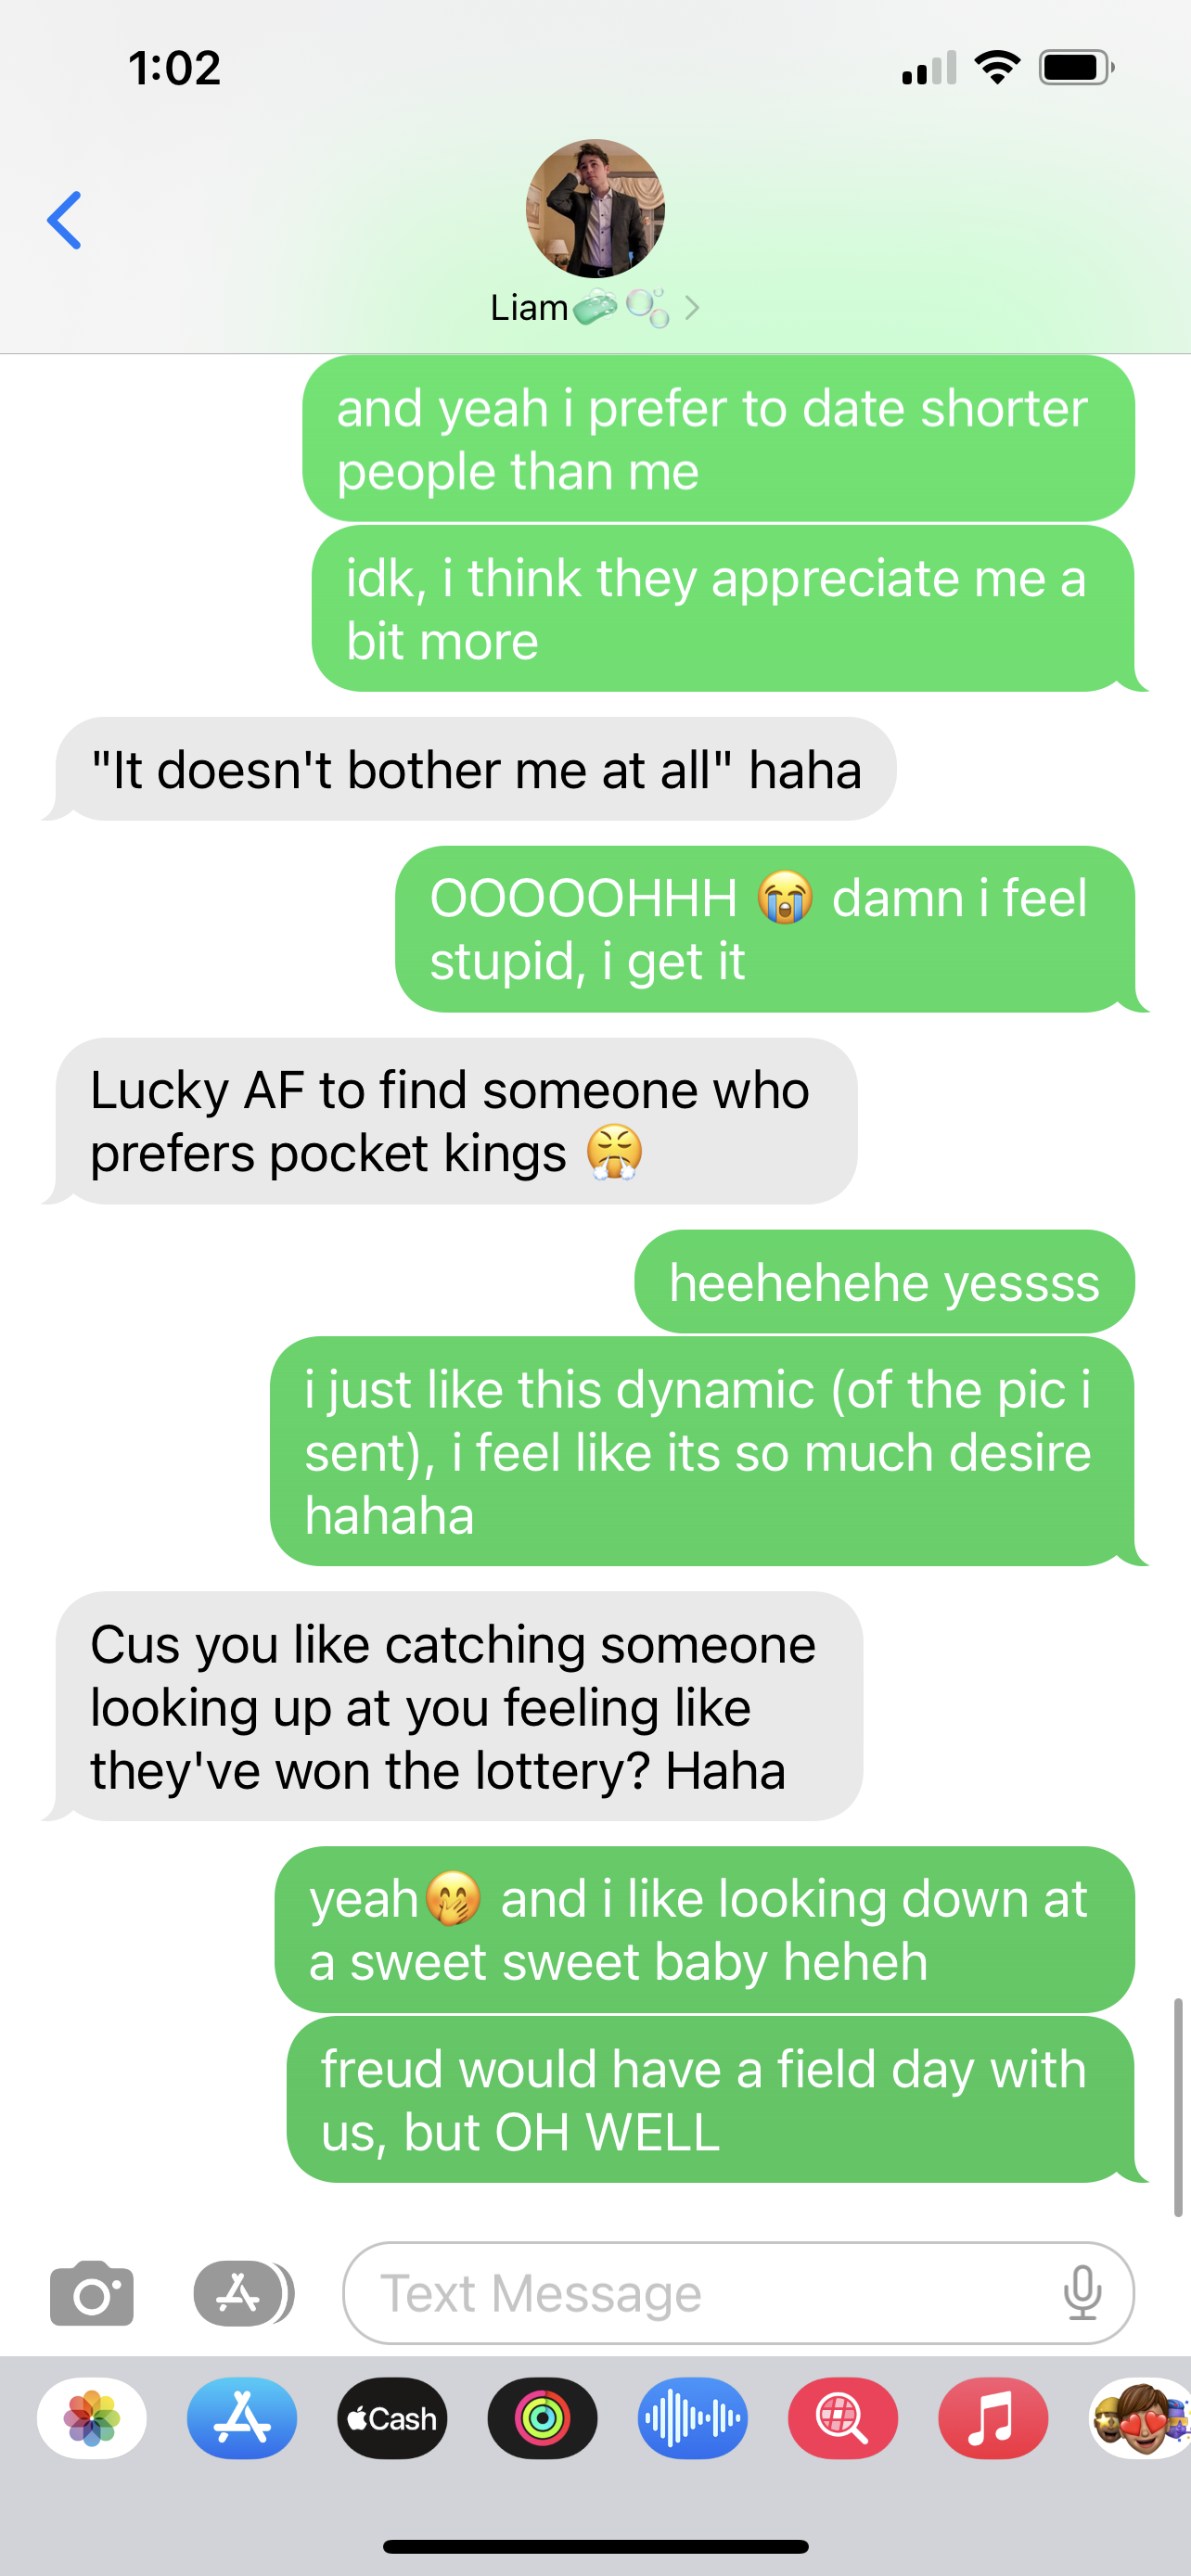 1:02
Liam🧼🫧
and yeah i prefer to date shorter
people than me
idk, i think they appreciate me a
bit more
"It doesn't bother me at all" haha
OOOOOHHH 😭 damn i feel
stupid, i get it
Lucky AF to find someone who
prefers pocket kings 😤
heehehehe yessss
i just like this dynamic (of the pic i
sent), i feel like its so much desire
hahaha
Cus you like catching someone
looking up at you feeling like
they've won the lottery? Haha
yeah🤭 and i like looking down at
a sweet sweet baby heheh
freud would have a field day with
us, but OH WELL
Text Message
Cash